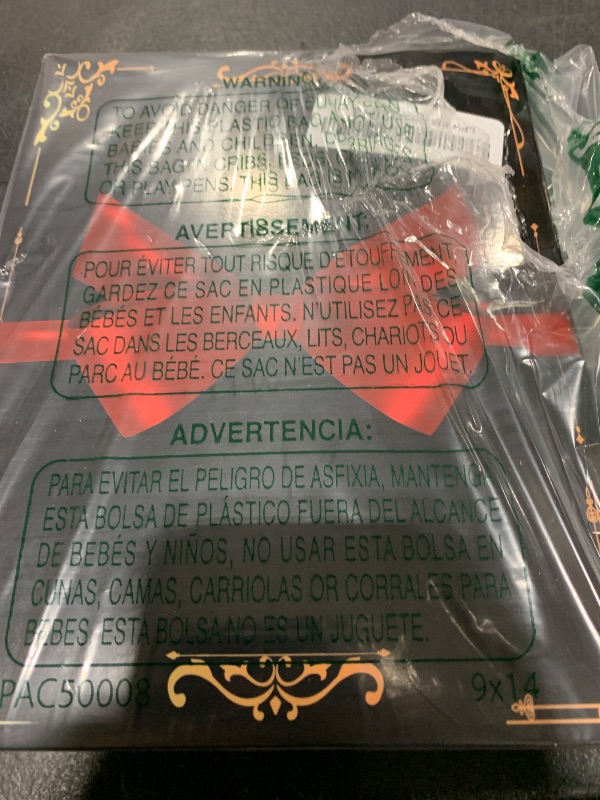 WARNING
TO AVOID DANGER OF
KEEP THIS PLASTIC BAG
BABIES AND CHILDREN.
THIS BAG IN CRIBS,
OR PLAY PENS. THIS BAG IS
AVERTISSEMENT:
POUR ÉVITER TOUT RISQUE D'ÉTOUFFEMENT,
GARDEZ CE SAC EN PLASTIQUE LOIN DES
BÉBÉS ET LES ENFANTS. N'UTILISEZ PAS CE
SAC DANS LES BERCEAUX, LITS, CHARIOTS OU
PARC AU BÉBÉ. CE SAC N'EST PAS UN JOUET.
ADVERTENCIA:
PARA EVITAR EL PELIGRO DE ASFIXIA, MANTENGA
ESTA BOLSA DE PLÁSTICO FUERA DEL ALCANCE
DE BEBÉS Y NIÑOS, NO USAR ESTA BOLSA EN
CUNAS, CAMAS, CARRIOLAS OR CORRALES PARA
BEBES. ESTA BOLSA NO ES UN JUGUETE.
PAC50008 9x14